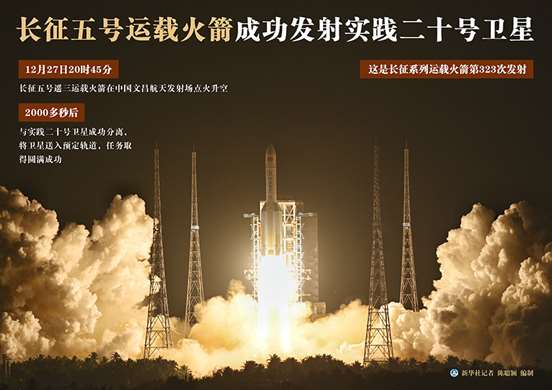 长征五号运载火箭成功发射实践二十号卫星
12月27日20时45分
长征五号遥三运载火箭在中国文昌航天发射场点火升空
2000多秒后
与实践二十号卫星成功分离，
将卫星送入预定轨道，任务取
得圆满成功
这是长征系列运载火箭第323次发射
新华社记者 陈聪颖 编制